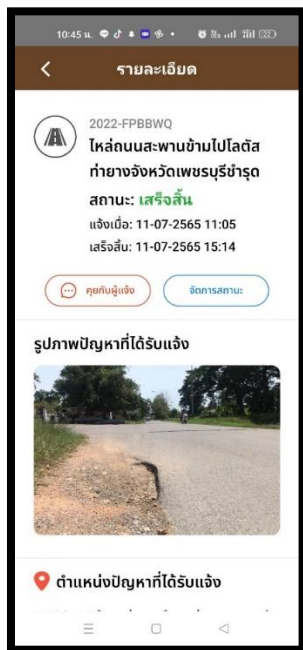 10:45 น.
รายละเอียด
2022-FPBBWQ
ไหล่ถนนสะพานข้ามไปโลตัส
ท่ายางจังหวัดเพชรบุรีชำรุด
สถานะ: เสร็จสิ้น
แจ้งเมื่อ: 11-07-2565 11:05
เสร็จสิ้น: 11-07-2565 15:14
คุยกับผู้แจ้ง
จัดการสถานะ
รูปภาพปัญหาที่ได้รับแจ้ง
ตำแหน่งปัญหาที่ได้รับแจ้ง